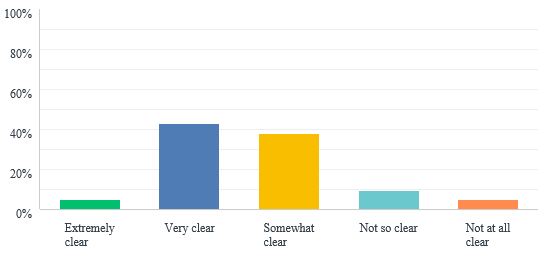 100%
80%
60%
40%
20%
0%
Extremely
clear
Very clear
Somewhat
clear
Not so clear
Not at all
clear